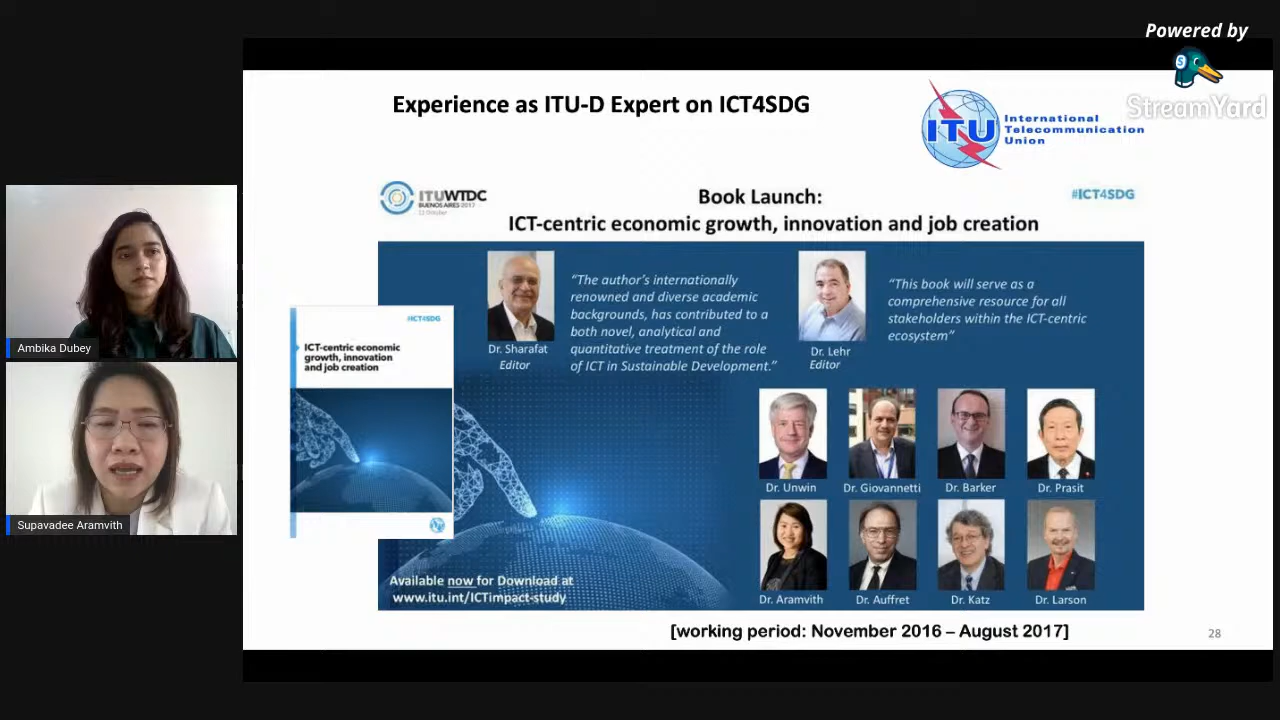 Powered by
StreamYard
Experience as ITU-D Expert on ICT4SDG
ITU
International
Telecommunication
Union
ITUWTDC
BUENOS AIRES 2017
Book Launch:
#ICT4SDG
ICT-centric economic growth, innovation and job creation
“The author’s internationally
renowned and diverse academic
backgrounds, has contributed to a
both novel, analytical and
quantitative treatment of the role
of ICT in Sustainable Development.”
“This book will serve as a
comprehensive resource for all
stakeholders within the ICT-centric
ecosystem”
Dr. Sharafat
Editor
Dr. Lehr
Editor
#ICT4SDG
ICT-centric economic
growth, innovation
and job creation
Dr. Unwin
Dr. Giovannetti
Dr. Barker
Dr. Prasit
Dr. Aramvith
Dr. Auffret
Dr. Katz
Dr. Larson
Available now for Download at
www.itu.int/ICTimpact-study
[working period: November 2016 – August 2017]
28
Ambika Dubey
Supavadee Aramvith